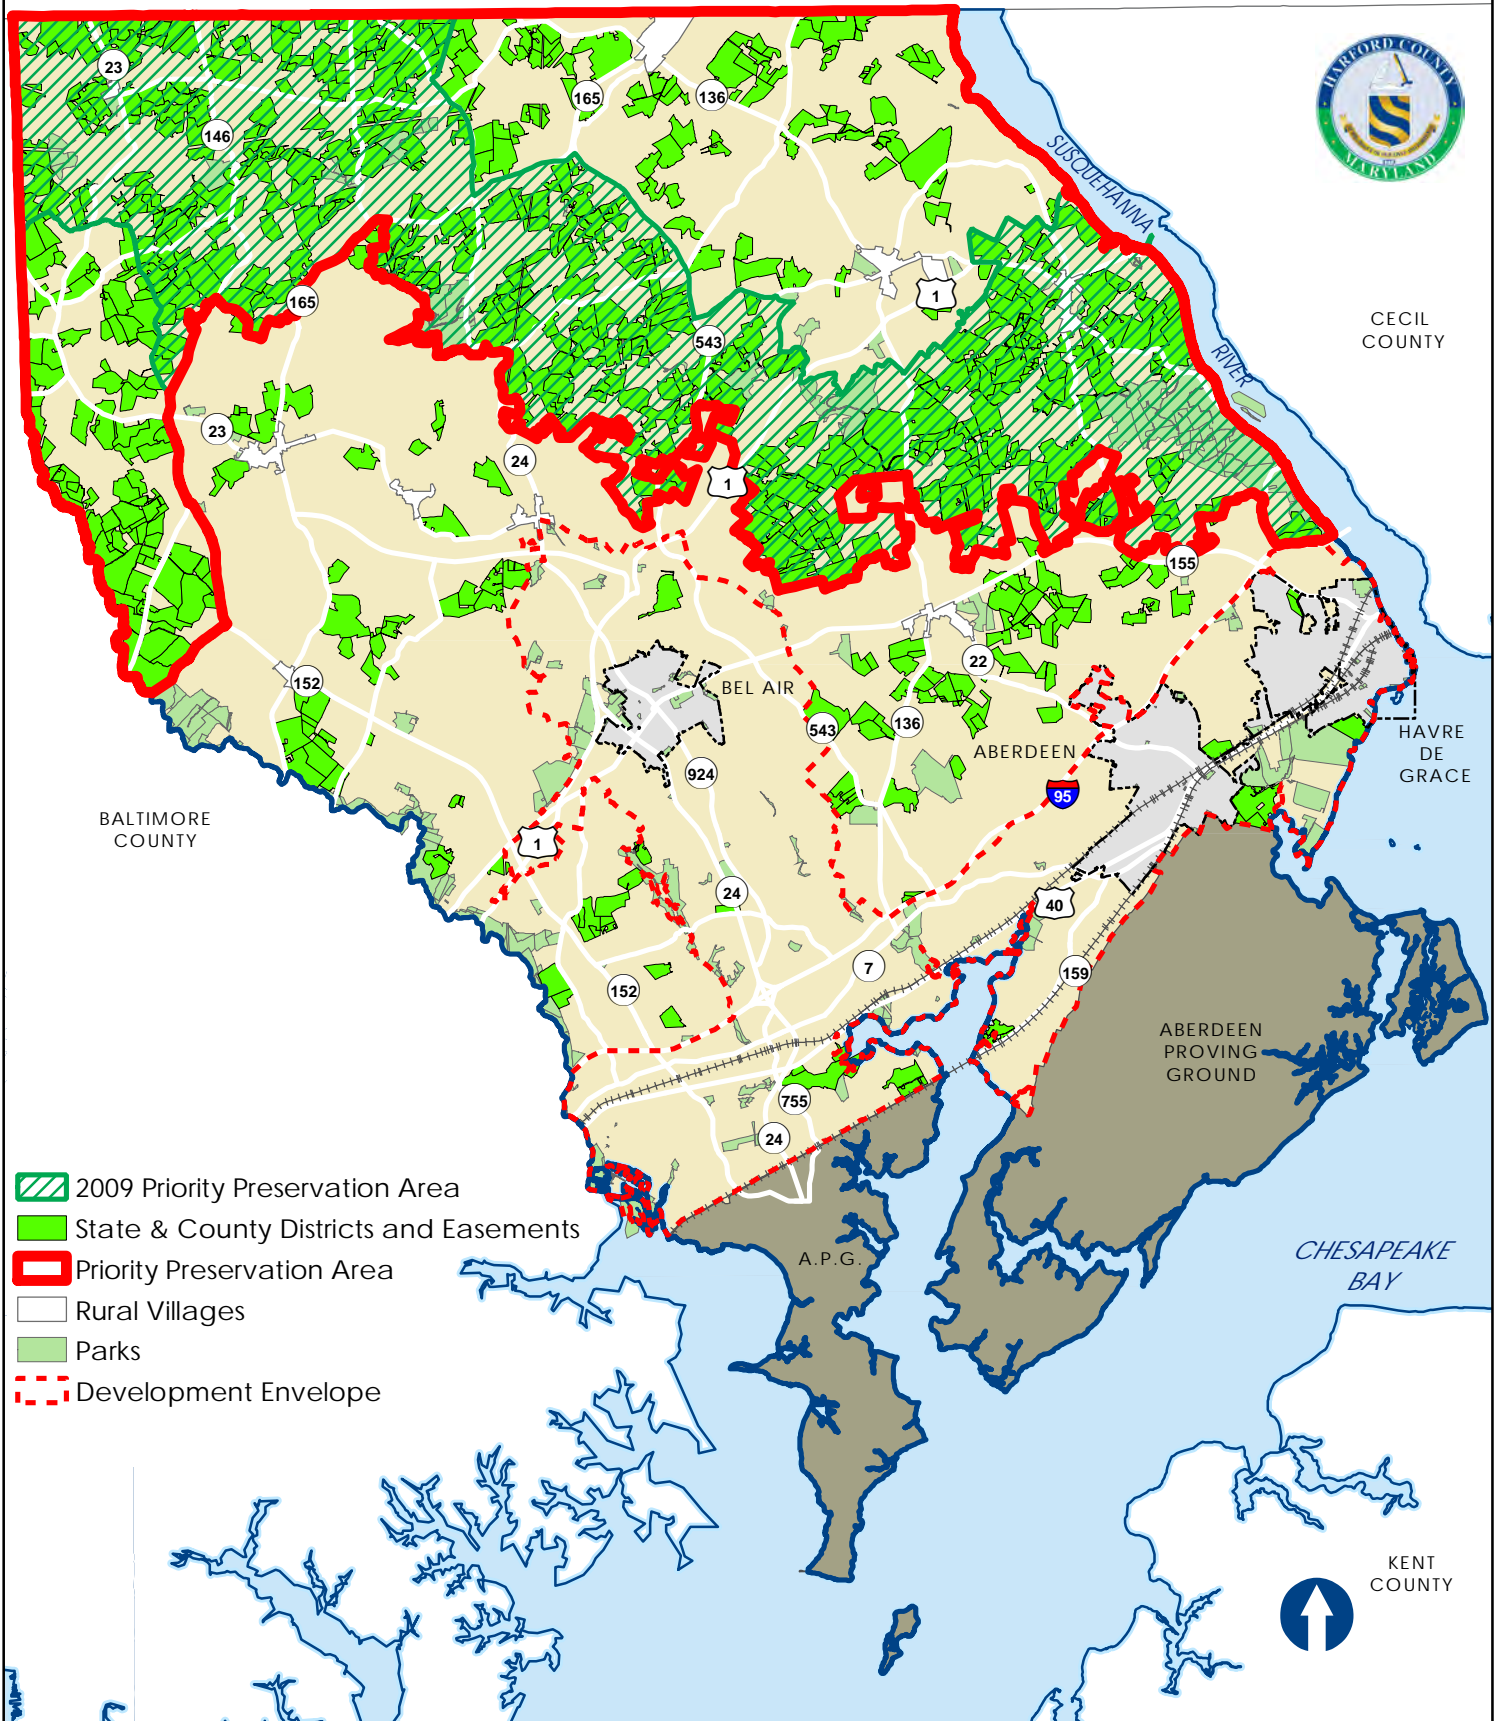 HARFORD COUNTY
MARYLAND
23
165
136
146
SUSQUEHANNA
RIVER
CECIL
COUNTY
165
1
543
23
24
1
155
152
22
BEL AIR
543
136
ABERDEEN
HAVRE
DE
GRACE
924
95
BALTIMORE
COUNTY
1
24
40
7
159
152
ABERDEEN
PROVING
GROUND
755
24
2009 Priority Preservation Area
State & County Districts and Easements
Priority Preservation Area
Rural Villages
Parks
Development Envelope
A.P.G.
CHESAPEAKE
BAY
KENT
COUNTY